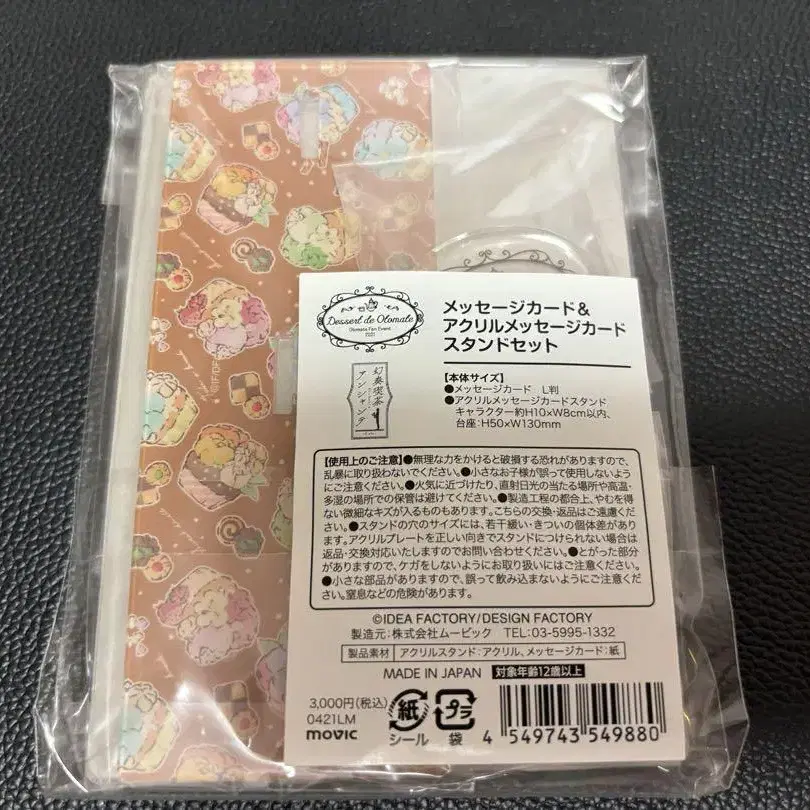 ©IF/DF
Dessert de Otomate
Otomate Fan Event
2021
幻奏喫茶
アンシャンテ
メッセージカード&
アクリルメッセージカード
スタンドセット
【本体サイズ】
●メッセージカード L判
●アクリルメッセージカードスタンド
キャラクター約H10×W8cm以内、
台座:H50×W130mm
【使用上のご注意】●無理な力をかけると破損する恐れがありますので、
乱暴に取り扱わないでください。●小さなお子様が誤って使用しないよう
にご注意ください。●火気に近づけたり、直射日光の当たる場所や高温・
多湿の場所での保管は避けてください。●製造工程の都合上、やむを得
ない微細なキズが入るものもあります。こちらの交換・返品はご遠慮くだ
さい。●スタンドの穴のサイズには、若干緩い・きついの個体差があり
ます。アクリルプレートを正しい向きでスタンドにつけられない場合は
返品・交換対応いたしますのでお問い合わせください。●とがった部分
がありますので、ケガをしないようにお取り扱いにはご注意ください。
●小さな部品がありますので、誤って飲み込まないようにご注意くださ
い。窒息などの危険があります。
©IDEA FACTORY/DESIGN FACTORY
製造元:株式会社ムービック TEL:03-5995-1332
製品素材 アクリルスタンド:アクリル、メッセージカード:紙
MADE IN JAPAN 対象年齢12歳以上
3,000円(税込)
0421LM
movic
紙
シール
プラ
袋
4 549743 549880